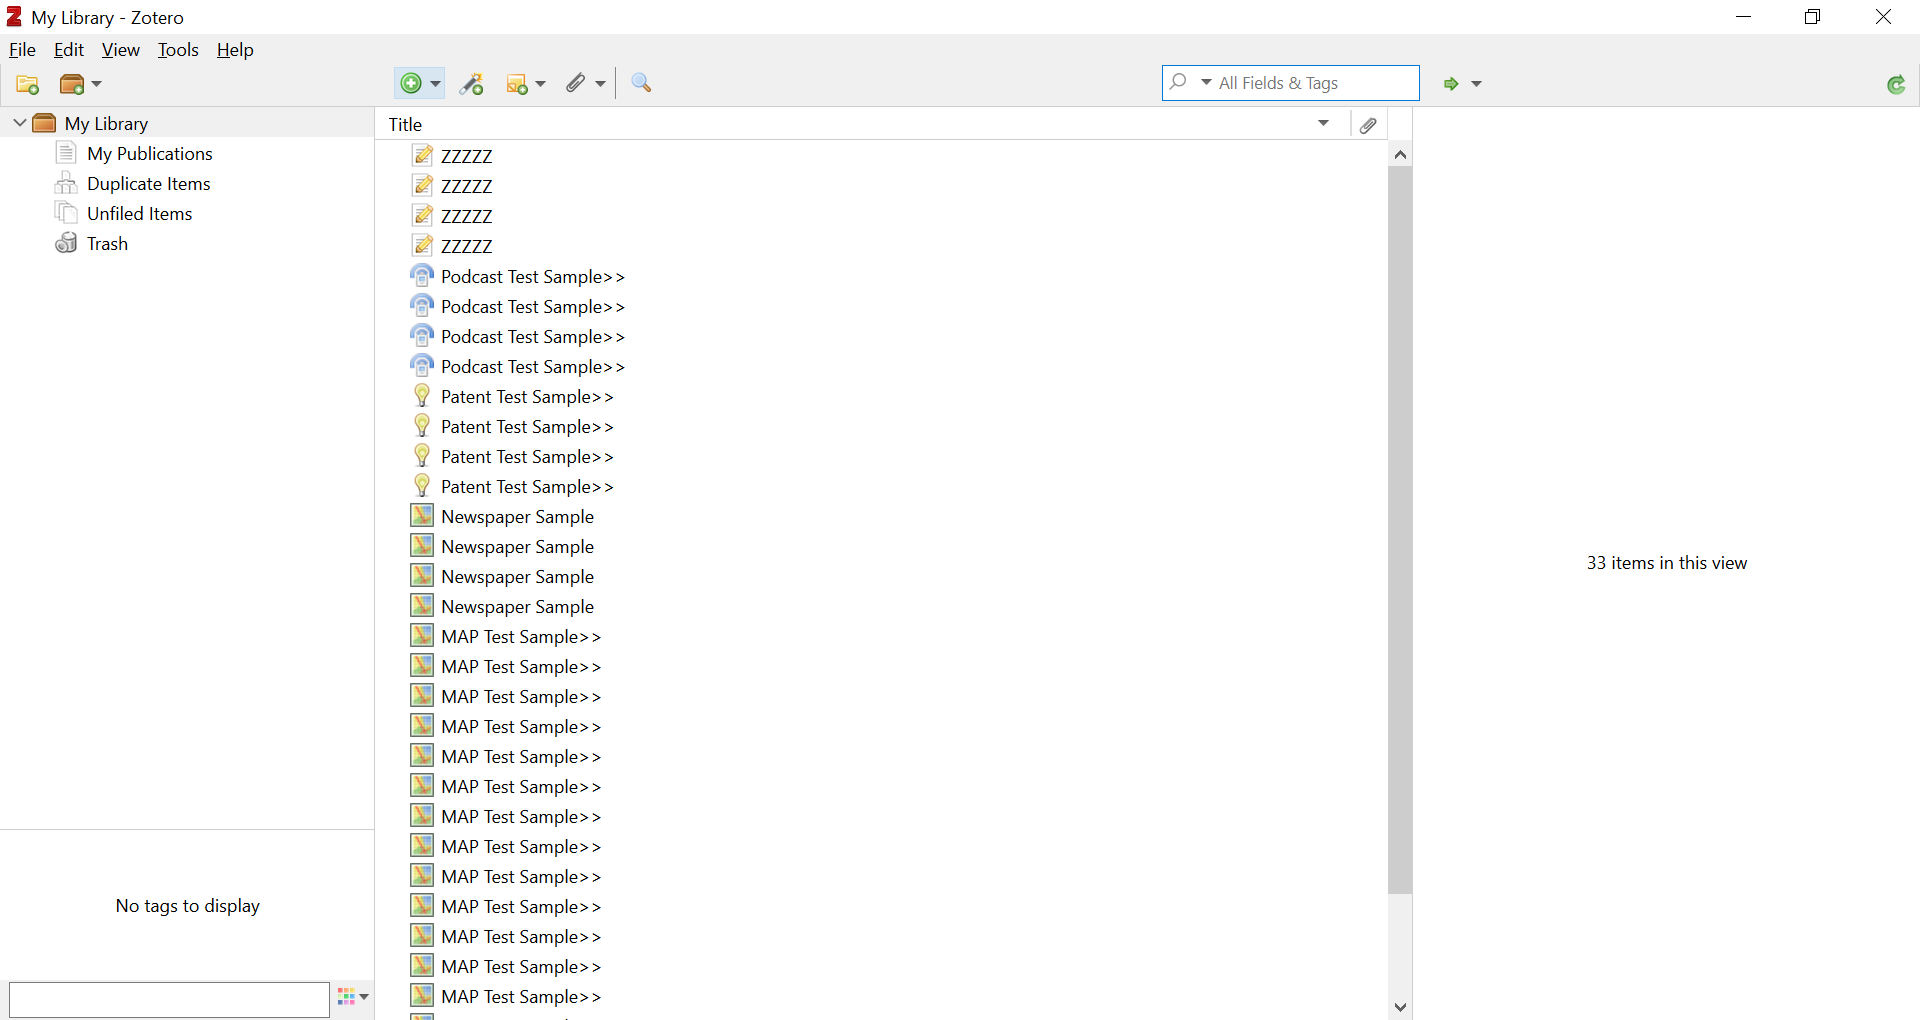 My Library - Zotero
File Edit View Tools Help
All Fields & Tags
My Library
My Publications
Duplicate Items
Unfiled Items
Trash
No tags to display
Title
ZZZZZ
ZZZZZ
ZZZZZ
ZZZZZ
Podcast Test Sample>>
Podcast Test Sample>>
Podcast Test Sample>>
Podcast Test Sample>>
Patent Test Sample>>
Patent Test Sample>>
Patent Test Sample>>
Patent Test Sample>>
Newspaper Sample
Newspaper Sample
Newspaper Sample
Newspaper Sample
MAP Test Sample>>
MAP Test Sample>>
MAP Test Sample>>
MAP Test Sample>>
MAP Test Sample>>
MAP Test Sample>>
MAP Test Sample>>
MAP Test Sample>>
MAP Test Sample>>
MAP Test Sample>>
MAP Test Sample>>
MAP Test Sample>>
MAP Test Sample>>
33 items in this view